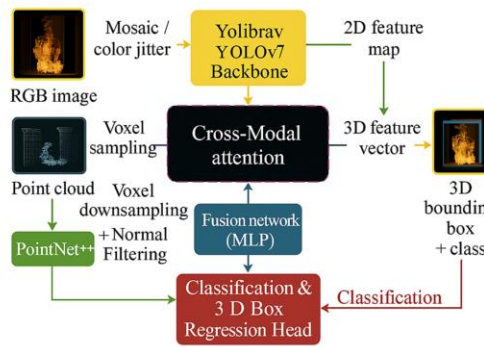 Mosaic /
color jitter
Yolibrav
YOLOv7
Backbone
2D feature
map
RGB image
Voxel
sampling
Cross-Modal
attention
3D feature
vector
Point cloud
Voxel
downsampling
+ Normal
Filtering
PointNet++
Fusion network
(MLP)
3D
bounding
box
+ class
Classification &
3 D Box
Regression Head
Classification